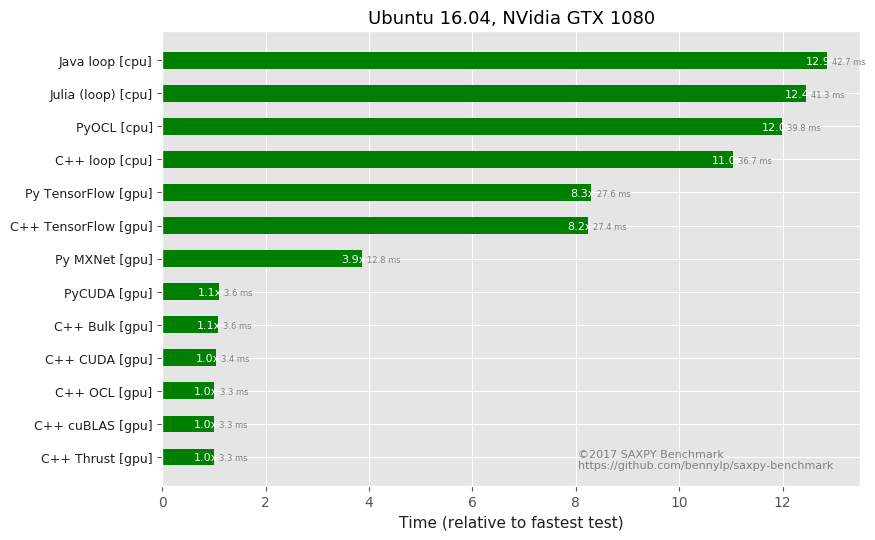 Ubuntu 16.04, NVidia GTX 1080
Java loop [cpu] 12.9 42.7 ms
Julia (loop) [cpu] 12.4 41.3 ms
PyOCL [cpu] 12.0 39.8 ms
C++ loop [cpu] 11.0 36.7 ms
Py TensorFlow [gpu] 8.3x 27.6 ms
C++ TensorFlow [gpu] 8.2x 27.4 ms
Py MXNet [gpu] 3.9x 12.8 ms
PyCUDA [gpu] 1.1x 3.6 ms
C++ Bulk [gpu] 1.1x 3.6 ms
C++ CUDA [gpu] 1.0x 3.4 ms
C++ OCL [gpu] 1.0x 3.3 ms
C++ cuBLAS [gpu] 1.0x 3.3 ms
C++ Thrust [gpu] 1.0x 3.3 ms
©2017 SAXPY Benchmark
https://github.com/bennylp/saxpy-benchmark
0 2 4 6 8 10 12
Time (relative to fastest test)